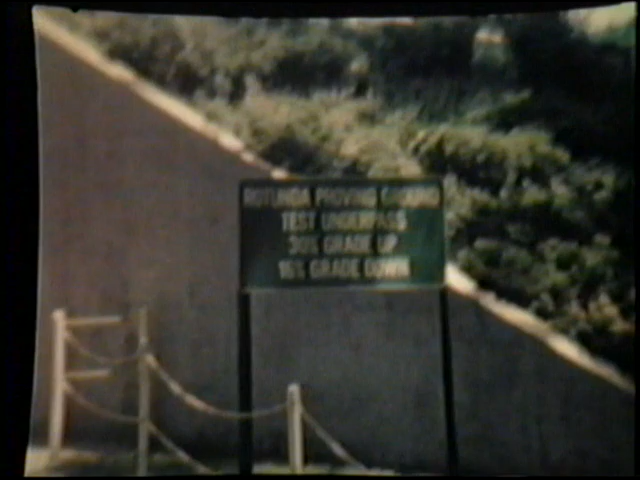 ROTUNDA PROVING GROUND
TEST UNDERPASS
30% GRADE UP
16% GRADE DOWN